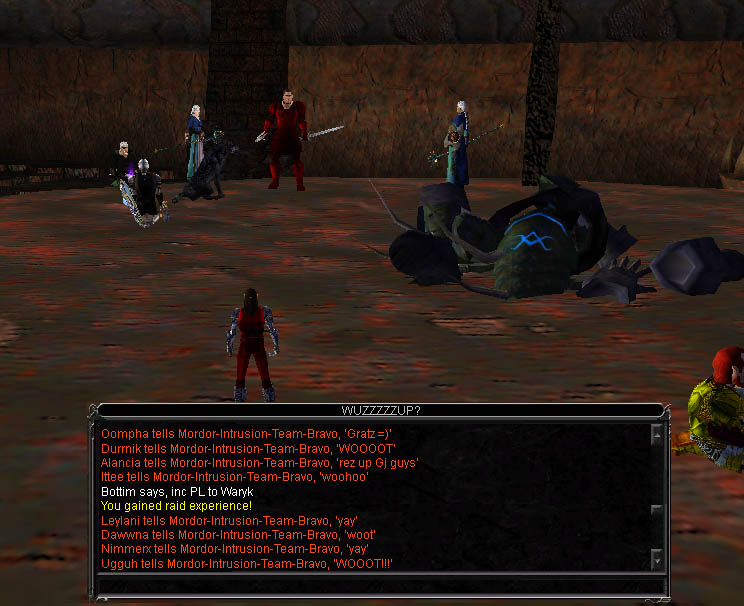 WUZZZZZUP?
Oompha tells Mordor-Intrusion-Team-Bravo, 'Gratz =)'
Durrnik tells Mordor-Intrusion-Team-Bravo, 'WOOOOT'
Alancia tells Mordor-Intrusion-Team-Bravo, 'rez up Gj guys'
Ittee tells Mordor-Intrusion-Team-Bravo, 'woohoo'
Bottim says, inc PL to Waryk
You gained raid experience!
Leylani tells Mordor-Intrusion-Team-Bravo, 'yay'
Dawwna tells Mordor-Intrusion-Team-Bravo, 'woot'
Nimmerx tells Mordor-Intrusion-Team-Bravo, 'yay'
Ugguh tells Mordor-Intrusion-Team-Bravo, 'WOOOT!!!'